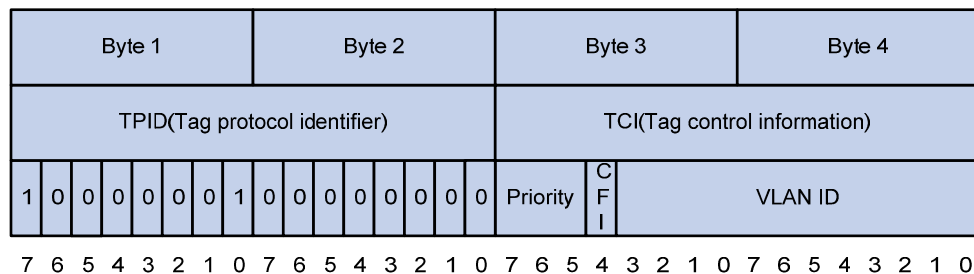 Byte 1 Byte 2 Byte 3 Byte 4
TPID(Tag protocol identifier) TCI(Tag control information)
1 0 0 0 0 0 0 1 0 0 0 0 0 0 0 0 Priority CFI VLAN ID
7 6 5 4 3 2 1 0 7 6 5 4 3 2 1 0 7 6 5 4 3 2 1 0 7 6 5 4 3 2 1 0